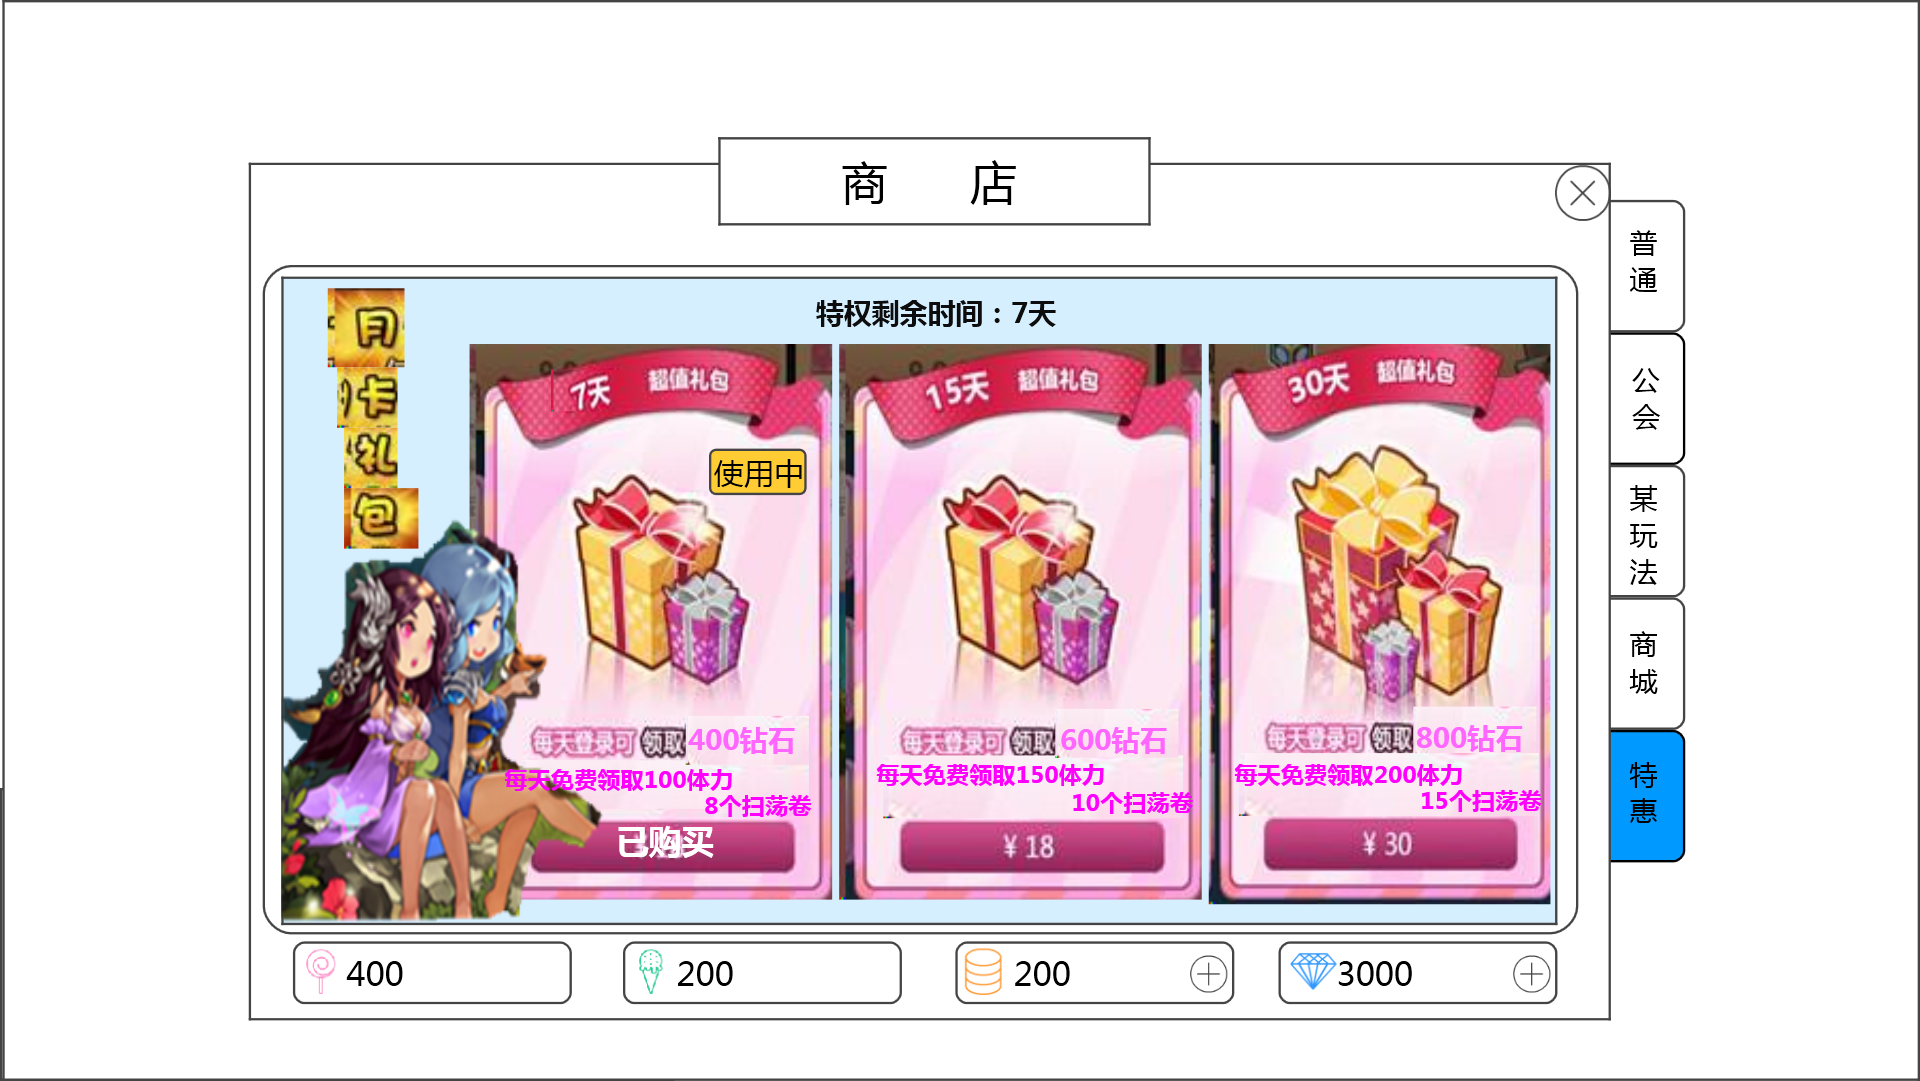 商 店
普通
公会
某玩法
商城
特惠
月卡礼包
特权剩余时间：7天
7天 超值礼包
使用中
每天登录可 领取 400钻石
每天免费领取100体力
8个扫荡卷
已购买
15天 超值礼包
每天登录可 领取 600钻石
每天免费领取150体力
10个扫荡卷
¥ 18
30天 超值礼包
每天登录可 领取 800钻石
每天免费领取200体力
15个扫荡卷
¥ 30
400
200
200
3000